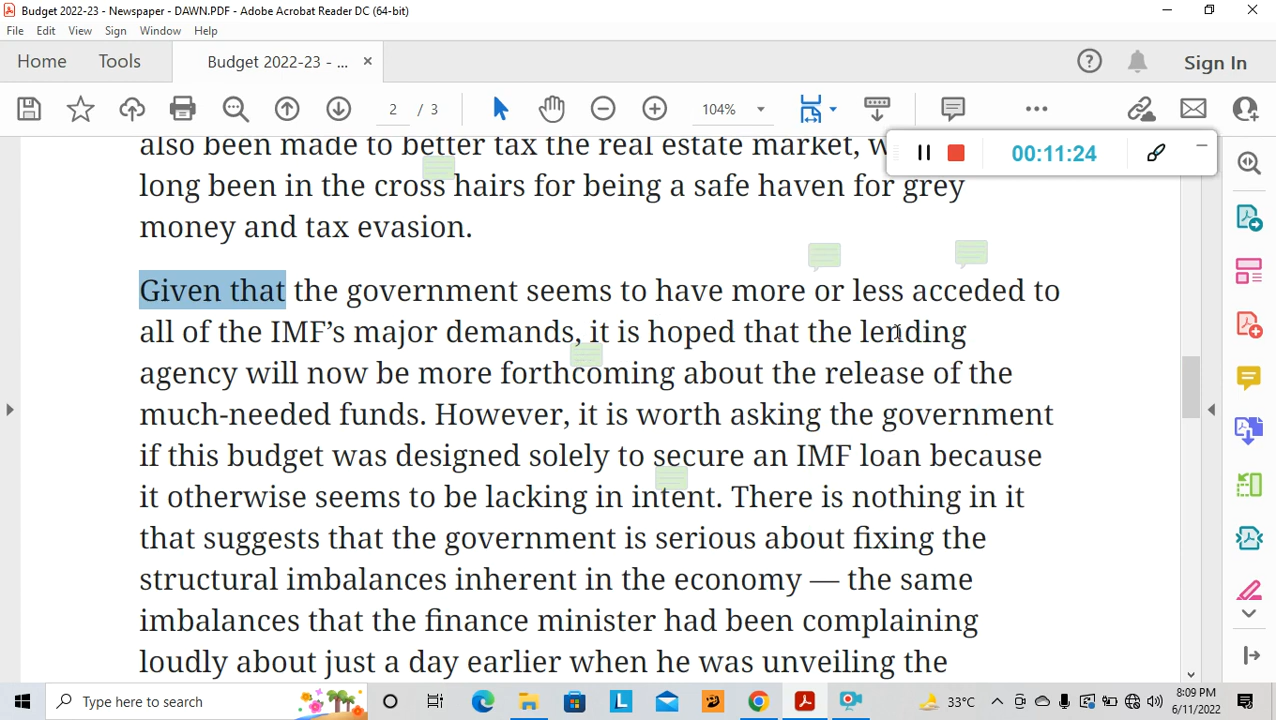 Budget 2022-23 - Newspaper - DAWN.PDF - Adobe Acrobat Reader DC (64-bit)
File Edit View Sign Window Help
Home Tools Budget 2022-23 - ... × Sign In
2 / 3 104%
also been made to better tax the real estate market, w
00:11:24
long been in the cross hairs for being a safe haven for grey
money and tax evasion.
Given that the government seems to have more or less acceded to
all of the IMF’s major demands, it is hoped that the lending
agency will now be more forthcoming about the release of the
much-needed funds. However, it is worth asking the government
if this budget was designed solely to secure an IMF loan because
it otherwise seems to be lacking in intent. There is nothing in it
that suggests that the government is serious about fixing the
structural imbalances inherent in the economy — the same
imbalances that the finance minister had been complaining
loudly about just a day earlier when he was unveiling the
Type here to search
33°C
8:09 PM
6/11/2022